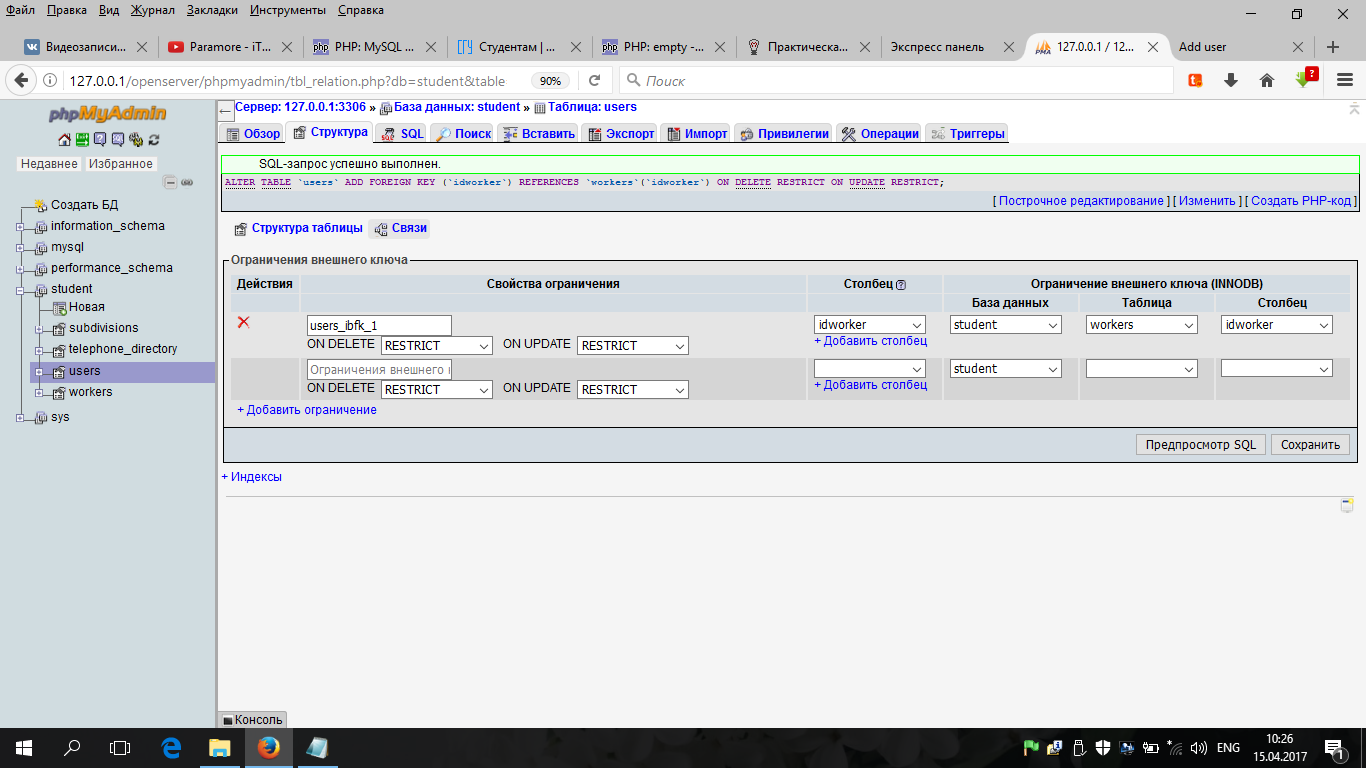 Файл Правка Вид Журнал Закладки Инструменты Справка
Видеозаписи... Paramore - iT... PHP: MySQL ... Студентам | ... PHP: empty -... Практическа... Экспресс панель 127.0.0.1 / 12... Add user
127.0.0.1/openserver/phpmyadmin/tbl_relation.php?db=student&table 90% Поиск
phpMyAdmin
Недавнее Избранное
Создать БД
information_schema
mysql
performance_schema
student
Новая
subdivisions
telephone_directory
users
workers
sys
Сервер: 127.0.0.1:3306 » База данных: student » Таблица: users
Обзор Структура SQL Поиск Вставить Экспорт Импорт Привилегии Операции Триггеры
SQL-запрос успешно выполнен.
ALTER TABLE `users` ADD FOREIGN KEY (`idworker`) REFERENCES `workers`(`idworker`) ON DELETE RESTRICT ON UPDATE RESTRICT;
[ Построчное редактирование ] [ Изменить ] [ Создать PHP-код ]
Структура таблицы Связи
Ограничения внешнего ключа
Действия Свойства ограничения Столбец Ограничение внешнего ключа (INNODB)
База данных Таблица Столбец
users_ibfk_1 idworker student workers idworker
ON DELETE RESTRICT ON UPDATE RESTRICT + Добавить столбец
Ограничения внешнего к student
ON DELETE RESTRICT ON UPDATE RESTRICT + Добавить столбец
+ Добавить ограничение
Предпросмотр SQL Сохранить
+ Индексы
Консоль
ENG 10:26
15.04.2017 1